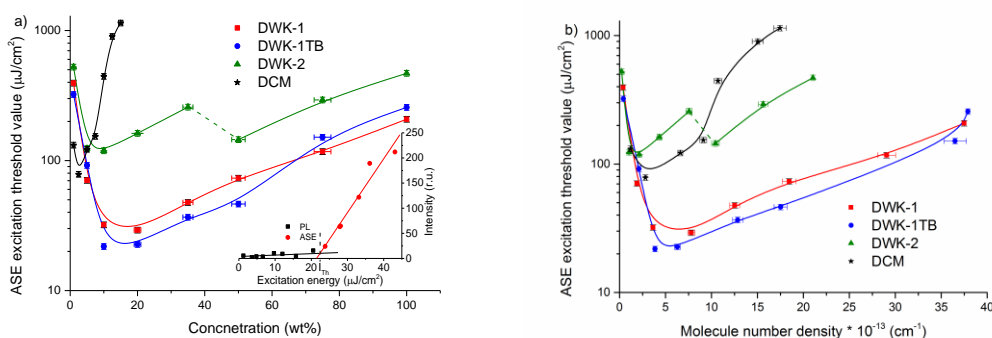 a)
DWK-1
DWK-1TB
DWK-2
DCM
1000
100
10
ASE excitation threshold value (μJ/cm²)
0 20 40 60 80 100
Concnetration (wt%)
PL
ASE
0 10 20 30 40
Th
Excitation energy (μJ/cm²)
250
200
150
100
50
0
Intensity (r.u.)
b)
1000
100
10
ASE excitation threshold value (μJ/cm²)
0 5 10 15 20 25 30 35 40
Molecule number density * 10⁻¹³ (cm⁻¹)
DWK-1
DWK-1TB
DWK-2
DCM